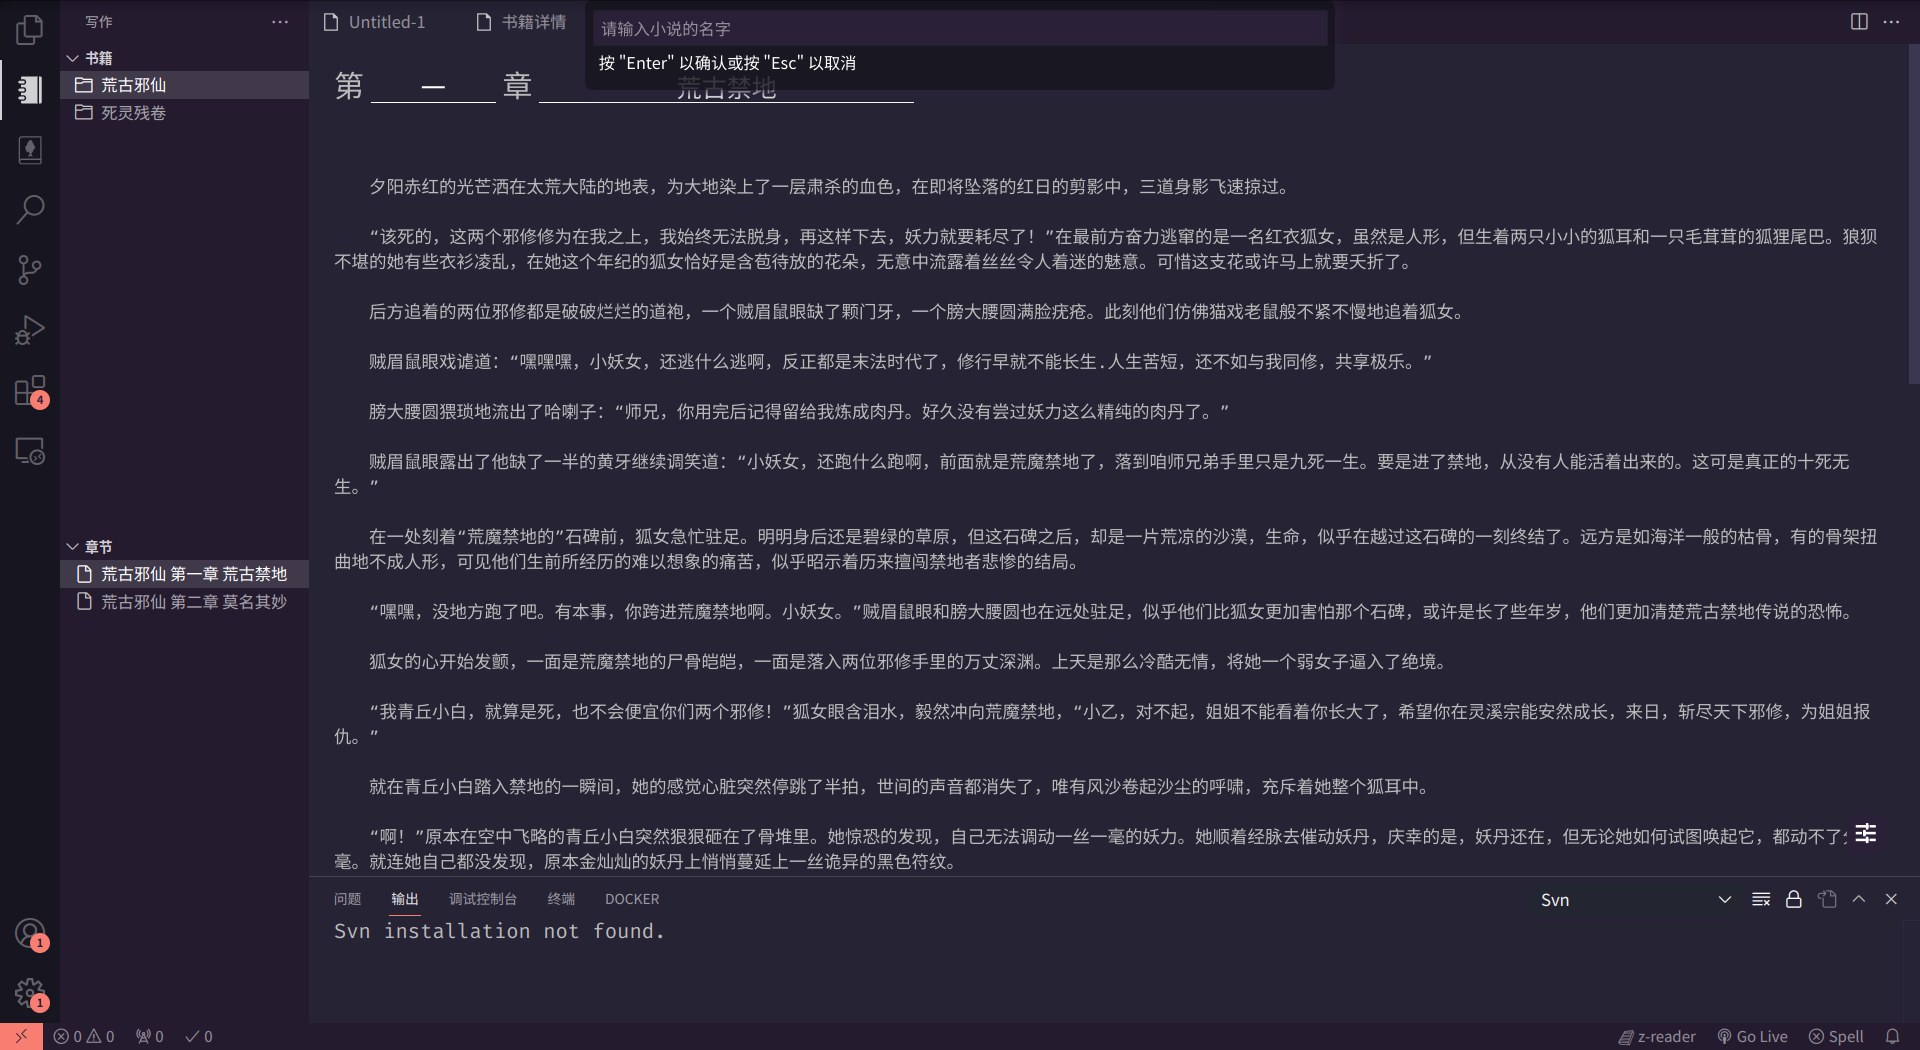 写作
Untitled-1
书籍详情
请输入小说的名字
按 "Enter" 以确认或按 "Esc" 以取消
书籍
荒古邪仙
死灵残卷
章节
荒古邪仙 第一章 荒古禁地
荒古邪仙 第二章 莫名其妙
第 一 章 荒古禁地
夕阳赤红的光芒洒在太荒大陆的地表，为大地染上了一层肃杀的血色，在即将坠落的红日的剪影中，三道身影飞速掠过。
“该死的，这两个邪修修为在我之上，我始终无法脱身，再这样下去，妖力就要耗尽了！”在最前方奋力逃窜的是一名红衣狐女，虽然是人形，但生着两只小小的狐耳和一只毛茸茸的狐狸尾巴。狼狈
不堪的她有些衣衫凌乱，在她这个年纪的狐女恰好是含苞待放的花朵，无意中流露着丝丝令人着迷的魅意。可惜这支花或许马上就要夭折了。
后方追着的两位邪修都是破破烂烂的道袍，一个贼眉鼠眼缺了颗门牙，一个膀大腰圆满脸疣疮。此刻他们仿佛猫戏老鼠般不紧不慢地追着狐女。
贼眉鼠眼戏谑道：“嘿嘿嘿，小妖女，还逃什么逃啊，反正都是末法时代了，修行早就不能长生.人生苦短，还不如与我同修，共享极乐。”
膀大腰圆猥琐地流出了哈喇子：“师兄，你用完后记得留给我炼成肉丹。好久没有尝过妖力这么精纯的肉丹了。”
贼眉鼠眼露出了他缺了一半的黄牙继续调笑道：“小妖女，还跑什么跑啊，前面就是荒魔禁地了，落到咱师兄弟手里只是九死一生。要是进了禁地，从没有人能活着出来的。这可是真正的十死无
生。”
在一处刻着“荒魔禁地的”石碑前，狐女急忙驻足。明明身后还是碧绿的草原，但这石碑之后，却是一片荒凉的沙漠，生命，似乎在越过这石碑的一刻终结了。远方是如海洋一般的枯骨，有的骨架扭
曲地不成人形，可见他们生前所经历的难以想象的痛苦，似乎昭示着历来擅闯禁地者悲惨的结局。
“嘿嘿，没地方跑了吧。有本事，你跨进荒魔禁地啊。小妖女。”贼眉鼠眼和膀大腰圆也在远处驻足，似乎他们比狐女更加害怕那个石碑，或许是长了些年岁，他们更加清楚荒古禁地传说的恐怖。
狐女的心开始发颤，一面是荒魔禁地的尸骨皑皑，一面是落入两位邪修手里的万丈深渊。上天是那么冷酷无情，将她一个弱女子逼入了绝境。
“我青丘小白，就算是死，也不会便宜你们两个邪修！”狐女眼含泪水，毅然冲向荒魔禁地，“小乙，对不起，姐姐不能看着你长大了，希望你在灵溪宗能安然成长，来日，斩尽天下邪修，为姐姐报
仇。”
就在青丘小白踏入禁地的一瞬间，她的感觉心脏突然停跳了半拍，世间的声音都消失了，唯有风沙卷起沙尘的呼啸，充斥着她整个狐耳中。
“啊！”原本在空中飞略的青丘小白突然狠狠砸在了骨堆里。她惊恐的发现，自己无法调动一丝一毫的妖力。她顺着经脉去催动妖丹，庆幸的是，妖丹还在，但无论她如何试图唤起它，都动不了
毫。就连她自己都没发现，原本金灿灿的妖丹上悄悄蔓延上一丝诡异的黑色符纹。
问题
输出
调试控制台
终端
DOCKER
Svn
Svn installation not found.
4
1
1
0
0
0
0
z-reader
Go Live
Spell